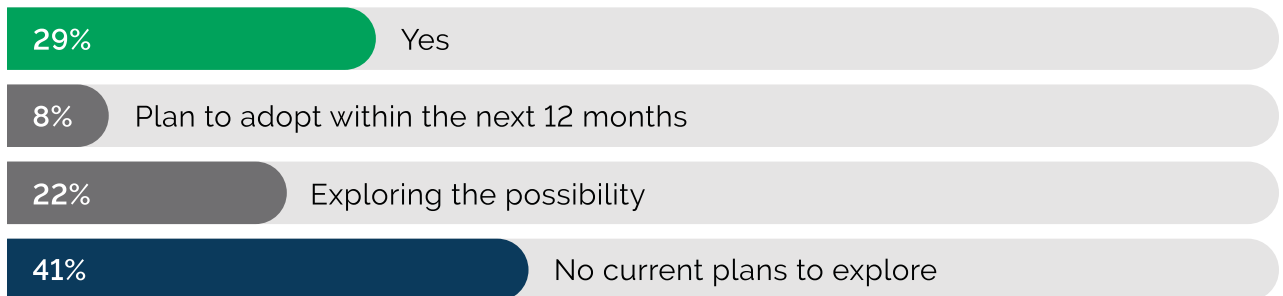 29% Yes
8% Plan to adopt within the next 12 months
22% Exploring the possibility
41% No current plans to explore